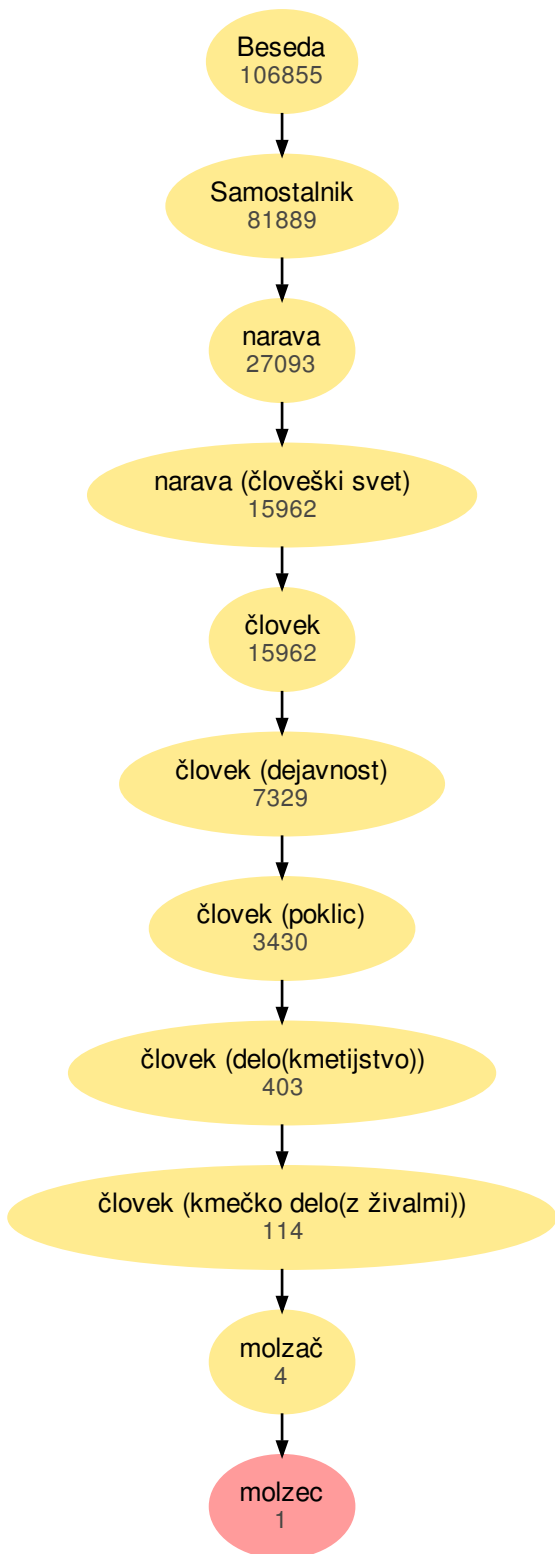 Beseda
106855
Samostalnik
81889
narava
27093
narava (človeški svet)
15962
človek
15962
človek (dejavnost)
7329
človek (poklic)
3430
človek (delo(kmetijstvo))
403
človek (kmečko delo(z živalmi))
114
molzač
4
molzec
1